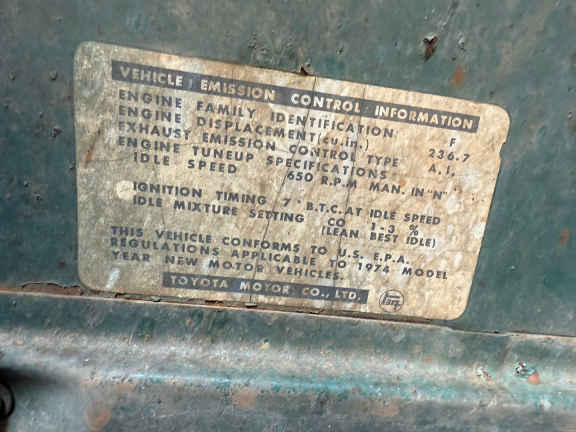 VEHICLE EMISSION CONTROL INFORMATION
ENGINE FAMILY IDENTIFICATION F
ENGINE DISPLACEMENT(cu.in.) 236.7
EXHAUST EMISSION CONTROL TYPE A.I.
ENGINE TUNEUP SPECIFICATIONS
IDLE SPEED 650 R.P.M MAN. IN "N"
IGNITION TIMING 7° B.T.C. AT IDLE SPEED
IDLE MIXTURE SETTING CO 1-3 %
(LEAN BEST IDLE)
THIS VEHICLE CONFORMS TO U.S. E.P.A.
REGULATIONS APPLICABLE TO 1974 MODEL
YEAR NEW MOTOR VEHICLES.
TOYOTA MOTOR CO., LTD.